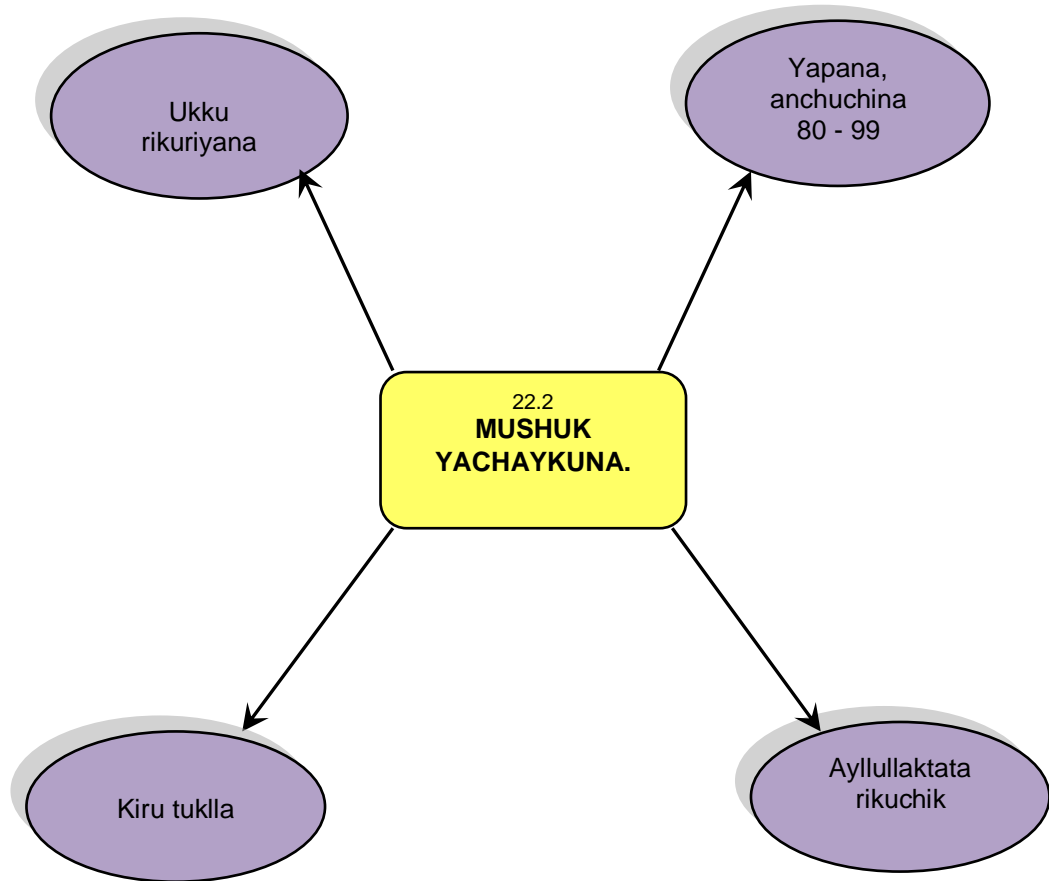 Ukku
rikuriyana
Yapana,
anchuchina
80 - 99
22.2
MUSHUK
YACHAYKUNA.
Kiru tuklla
Ayllullaktata
rikuchik